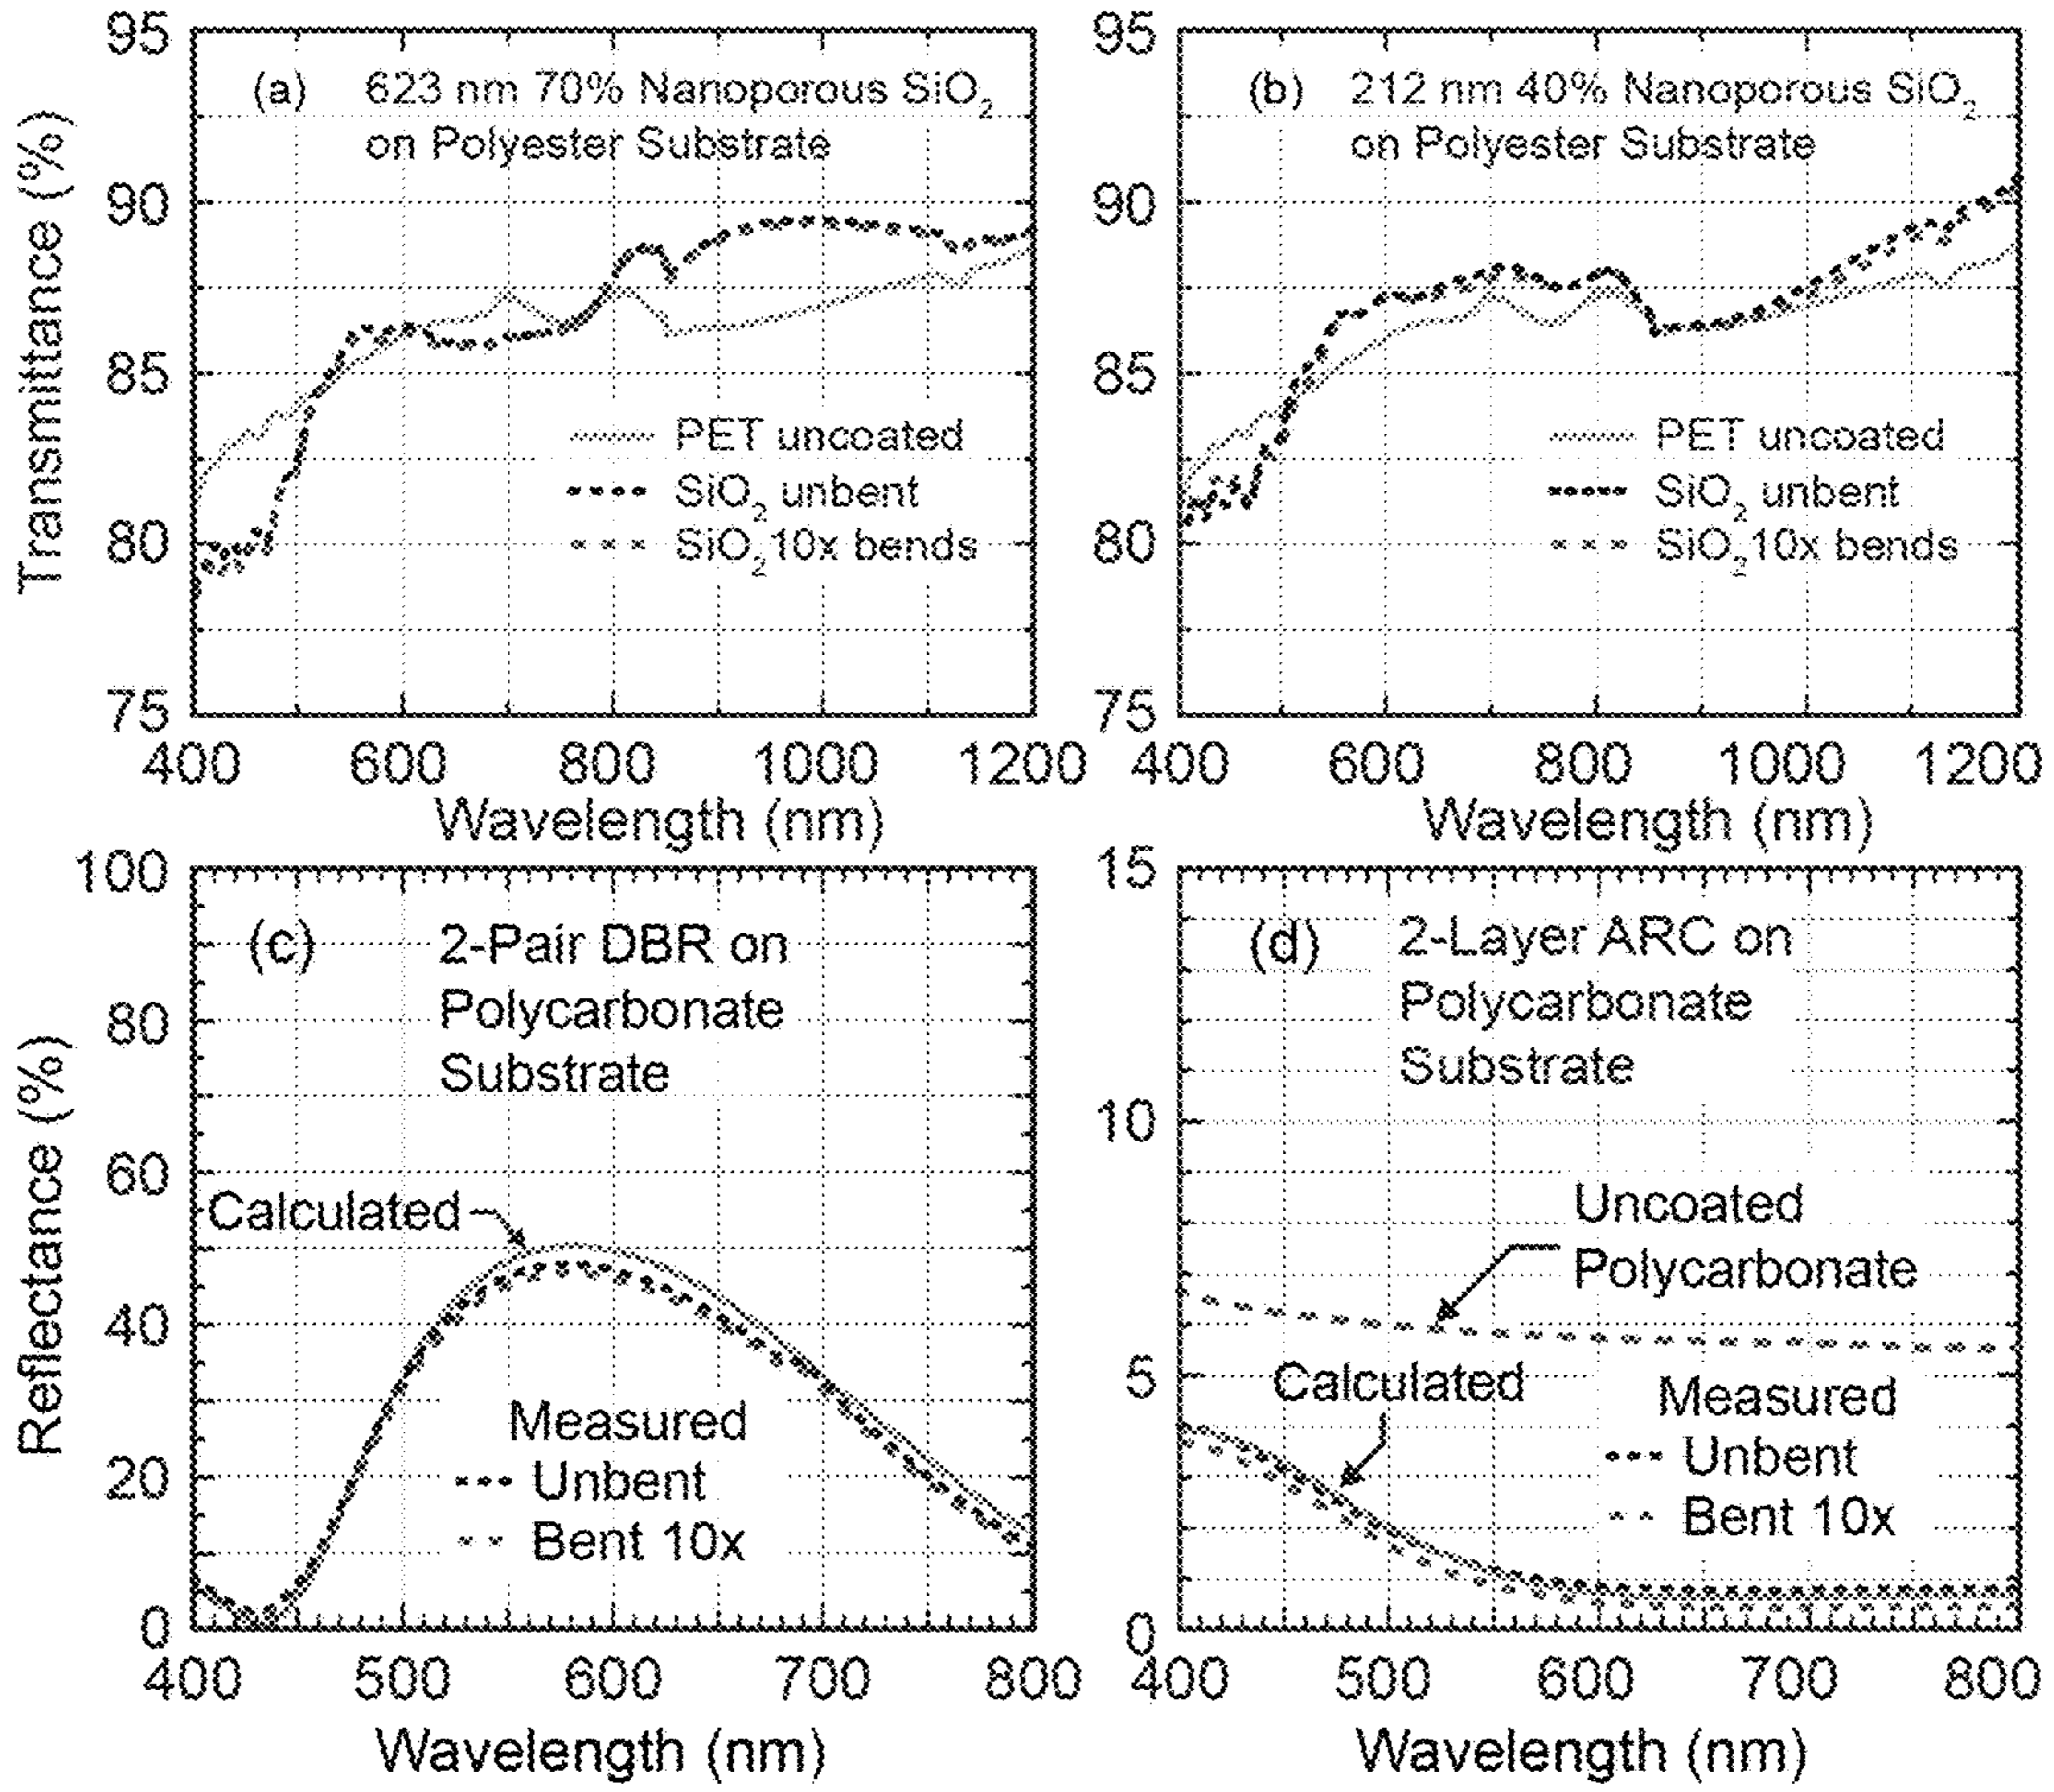 95
(a) 623 nm 70% Nanoporous SiO2
on Polyester Substrate
90
85
80
75
Transmittance (%)
PET uncoated
SiO2 unbent
SiO2 10x bends
400 600 800 1000 1200
Wavelength (nm)
95
(b) 212 nm 40% Nanoporous SiO2
on Polyester Substrate
90
85
80
75
PET uncoated
SiO2 unbent
SiO2 10x bends
400 600 800 1000 1200
Wavelength (nm)
100
80
60
40
20
0
Reflectance (%)
(c) 2-Pair DBR on
Polycarbonate
Substrate
Calculated
Measured
Unbent
Bent 10x
400 500 600 700 800
Wavelength (nm)
15
10
5
0
(d) 2-Layer ARC on
Polycarbonate
Substrate
Uncoated
Polycarbonate
Calculated
Measured
Unbent
Bent 10x
400 500 600 700 800
Wavelength (nm)